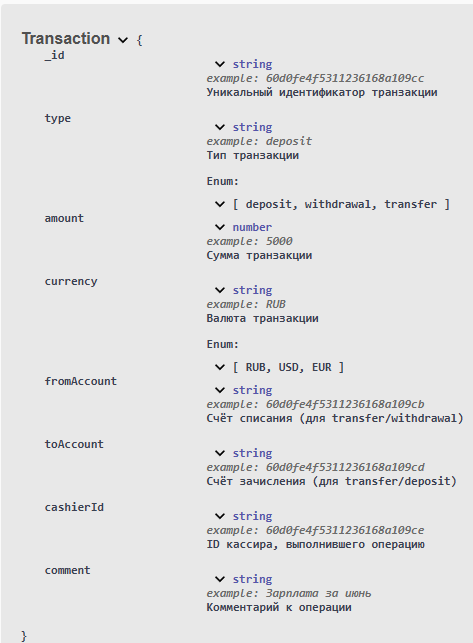 Transaction {
_id
string
example: 60d0fe4f5311236168a109cc
Уникальный идентификатор транзакции
type
string
example: deposit
Тип транзакции
Enum:
[ deposit, withdrawal, transfer ]
amount
number
example: 5000
Сумма транзакции
currency
string
example: RUB
Валюта транзакции
Enum:
[ RUB, USD, EUR ]
fromAccount
string
example: 60d0fe4f5311236168a109cb
Счёт списания (для transfer/withdrawal)
toAccount
string
example: 60d0fe4f5311236168a109cd
Счёт зачисления (для transfer/deposit)
cashierId
string
example: 60d0fe4f5311236168a109ce
ID кассира, выполнившего операцию
comment
string
example: Зарплата за июнь
Комментарий к операции
}